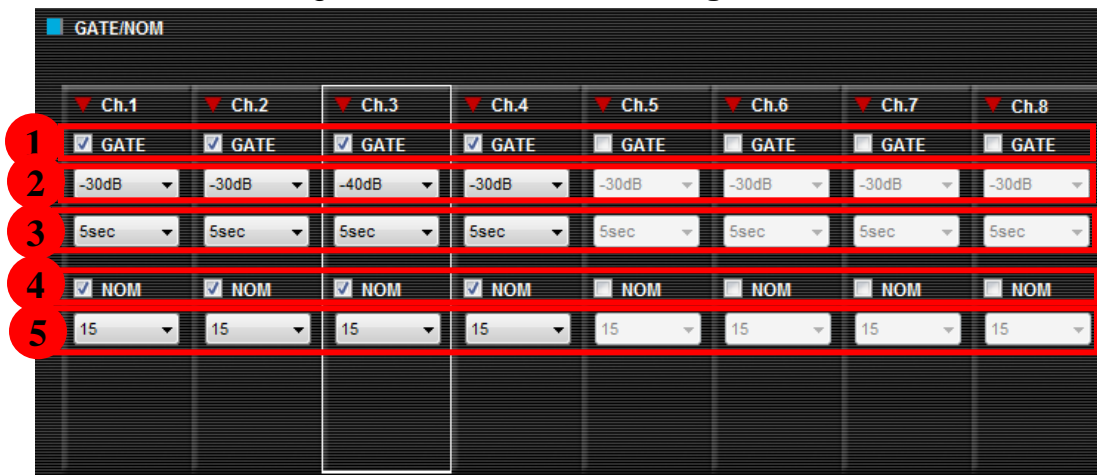 GATE/NOM
Ch.1 Ch.2 Ch.3 Ch.4 Ch.5 Ch.6 Ch.7 Ch.8
1 GATE GATE GATE GATE GATE GATE GATE GATE
2 -30dB -30dB -40dB -30dB -30dB -30dB -30dB -30dB
3 5sec 5sec 5sec 5sec 5sec 5sec 5sec 5sec
4 NOM NOM NOM NOM NOM NOM NOM NOM
5 15 15 15 15 15 15 15 15